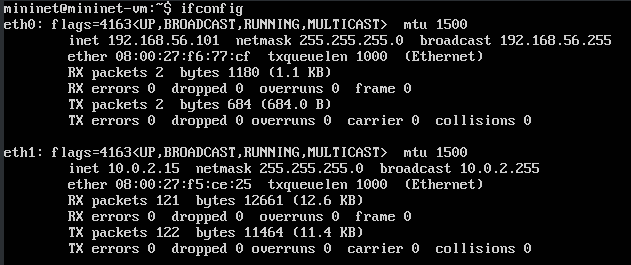 mininet@mininet-vm:~$ ifconfig
eth0: flags=4163<UP,BROADCAST,RUNNING,MULTICAST>  mtu 1500
        inet 192.168.56.101  netmask 255.255.255.0  broadcast 192.168.56.255
        ether 08:00:27:f6:77:cf  txqueuelen 1000  (Ethernet)
        RX packets 2  bytes 1180 (1.1 KB)
        RX errors 0  dropped 0  overruns 0  frame 0
        TX packets 2  bytes 684 (684.0 B)
        TX errors 0  dropped 0 overruns 0  carrier 0  collisions 0

eth1: flags=4163<UP,BROADCAST,RUNNING,MULTICAST>  mtu 1500
        inet 10.0.2.15  netmask 255.255.255.0  broadcast 10.0.2.255
        ether 08:00:27:f5:ce:25  txqueuelen 1000  (Ethernet)
        RX packets 121  bytes 12661 (12.6 KB)
        RX errors 0  dropped 0  overruns 0  frame 0
        TX packets 122  bytes 11464 (11.4 KB)
        TX errors 0  dropped 0 overruns 0  carrier 0  collisions 0